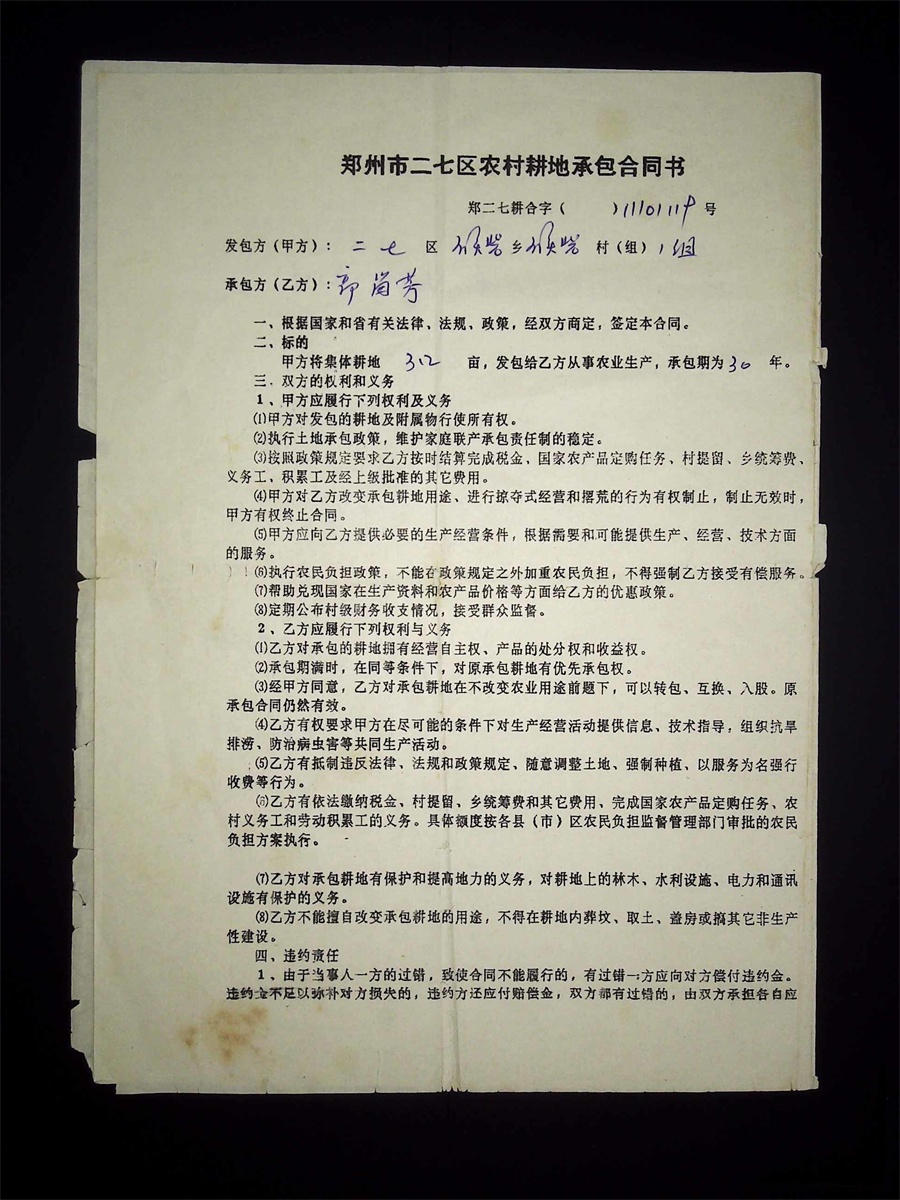 郑州市二七区农村耕地承包合同书
郑二七耕合字（　　）11101119 号
发包方（甲方）：二七 区 乡 村（组）1组
承包方（乙方）：郭 芳
一、根据国家和省有关法律、法规、政策，经双方商定，签定本合同。
二、标的
甲方将集体耕地 3.12 亩，发包给乙方从事农业生产，承包期为 30 年。
三、双方的权利和义务
1、甲方应履行下列权利及义务
⑴甲方对发包的耕地及附属物行使所有权。
⑵执行土地承包政策，维护家庭联产承包责任制的稳定。
⑶按照政策规定要求乙方按时结算完成税金、国家农产品定购任务、村提留、乡统筹费、
义务工、积累工及经上级批准的其它费用。
⑷甲方对乙方改变承包耕地用途、进行掠夺式经营和撂荒的行为有权制止，制止无效时，
甲方有权终止合同。
⑸甲方应向乙方提供必要的生产经营条件，根据需要和可能提供生产、经营、技术方面
的服务。
⑹执行农民负担政策，不能在政策规定之外加重农民负担，不得强制乙方接受有偿服务。
⑺帮助兑现国家在生产资料和农产品价格等方面给乙方的优惠政策。
⑻定期公布村级财务收支情况，接受群众监督。
2、乙方应履行下列权利与义务
⑴乙方对承包的耕地拥有经营自主权、产品的处分权和收益权。
⑵承包期满时，在同等条件下，对原承包耕地有优先承包权。
⑶经甲方同意，乙方对承包耕地在不改变农业用途前题下，可以转包、互换、入股。原
承包合同仍然有效。
⑷乙方有权要求甲方在尽可能的条件下对生产经营活动提供信息、技术指导，组织抗旱
排涝、防治病虫害等共同生产活动。
⑸乙方有抵制违反法律、法规和政策规定、随意调整土地、强制种植、以服务为名强行
收费等行为。
⑹乙方有依法缴纳税金、村提留、乡统筹费和其它费用、完成国家农产品定购任务、农
村义务工和劳动积累工的义务。具体额度按各县（市）区农民负担监督管理部门审批的农民
负担方案执行。
⑺乙方对承包耕地有保护和提高地力的义务，对耕地上的林木、水利设施、电力和通讯
设施有保护的义务。
⑻乙方不能擅自改变承包耕地的用途，不得在耕地内葬坟、取土、盖房或搞其它非生产
性建设。
四、违约责任
1、由于当事人一方的过错，致使合同不能履行的，有过错一方应向对方偿付违约金。
违约金不足以弥补对方损失的，违约方还应付赔偿金，双方都有过错的，由双方承担各自应